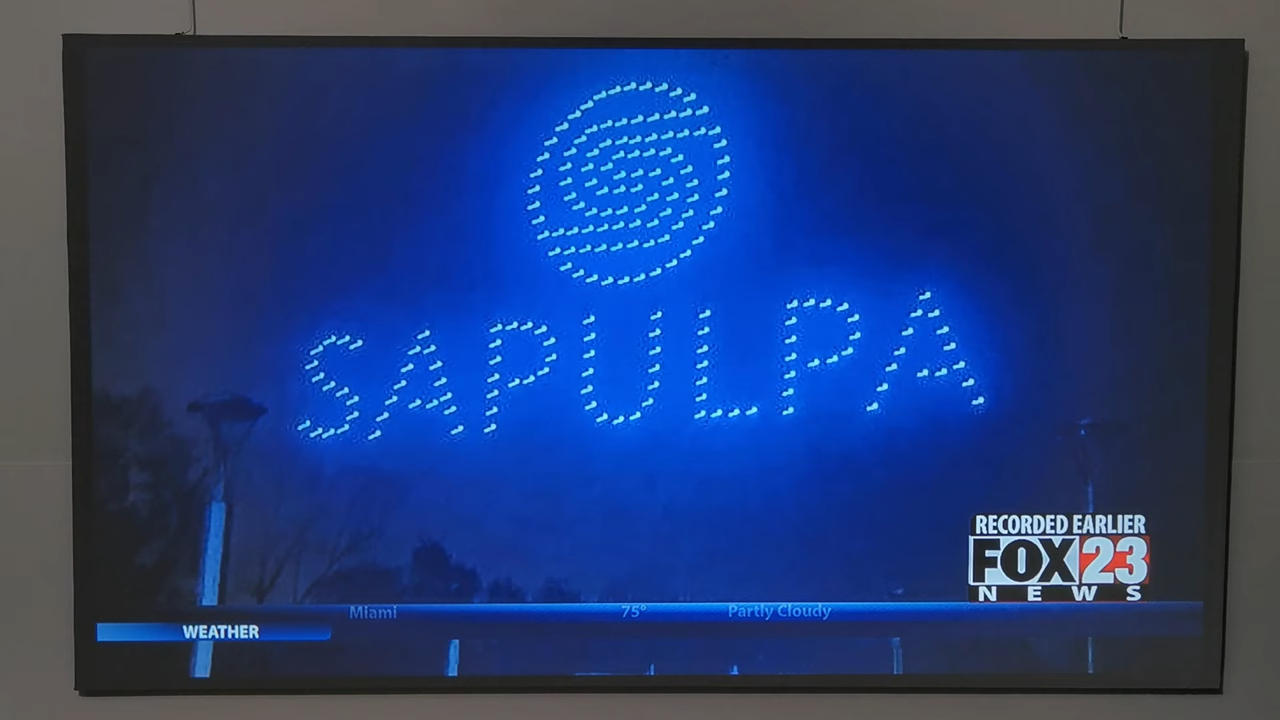 SAPULPA
RECORDED EARLIER
FOX 23
NEWS
Miami 75° Partly Cloudy
WEATHER